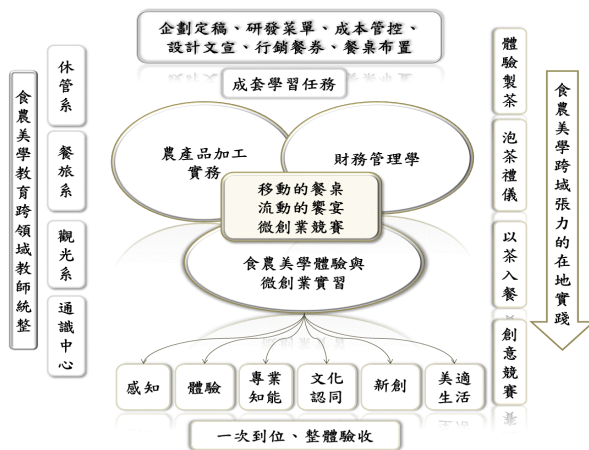 企劃定稿、研發菜單、成本管控、
設計文宣、行銷餐券、餐桌布置
成套學習任務
食農美學教育跨領域教師統整
休管系
餐旅系
觀光系
通識中心
農產品加工
實務
財務管理學
移動的餐桌
流動的饗宴
微創業競賽
食農美學體驗與
微創業實習
體驗製茶
泡茶禮儀
以茶入餐
創意競賽
食農美學跨域張力的在地實踐
感知
體驗
專業
知能
文化
認同
新創
美適
生活
一次到位、整體驗收